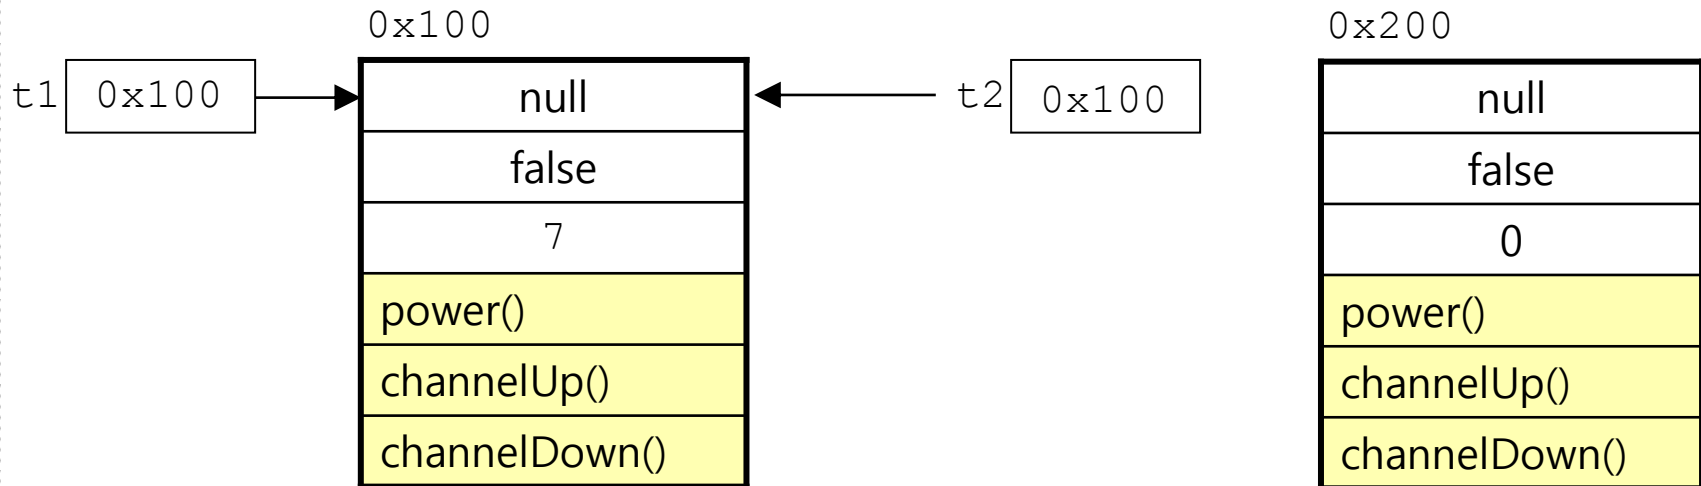 0x100
0x200
t1 0x100
null
t2 0x100
null
false
false
7
0
power()
power()
channelUp()
channelUp()
channelDown()
channelDown()